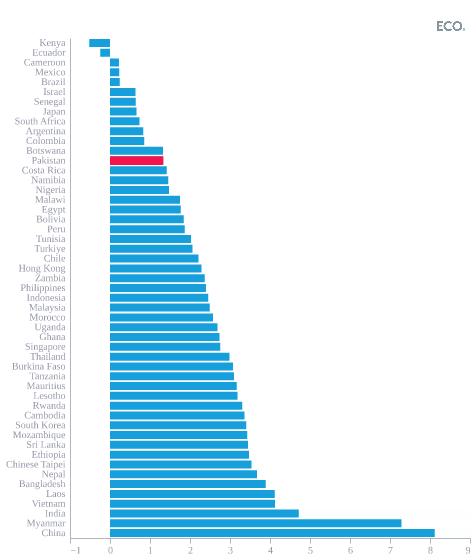 ECO.
Kenya
Ecuador
Cameroon
Mexico
Brazil
Israel
Senegal
Japan
South Africa
Argentina
Colombia
Botswana
Pakistan
Costa Rica
Namibia
Nigeria
Malawi
Egypt
Bolivia
Peru
Tunisia
Turkiye
Chile
Hong Kong
Zambia
Philippines
Indonesia
Malaysia
Morocco
Uganda
Ghana
Singapore
Thailand
Burkina Faso
Tanzania
Mauritius
Lesotho
Rwanda
Cambodia
South Korea
Mozambique
Sri Lanka
Ethiopia
Chinese Taipei
Nepal
Bangladesh
Laos
Vietnam
India
Myanmar
China
−1 0 1 2 3 4 5 6 7 8 9